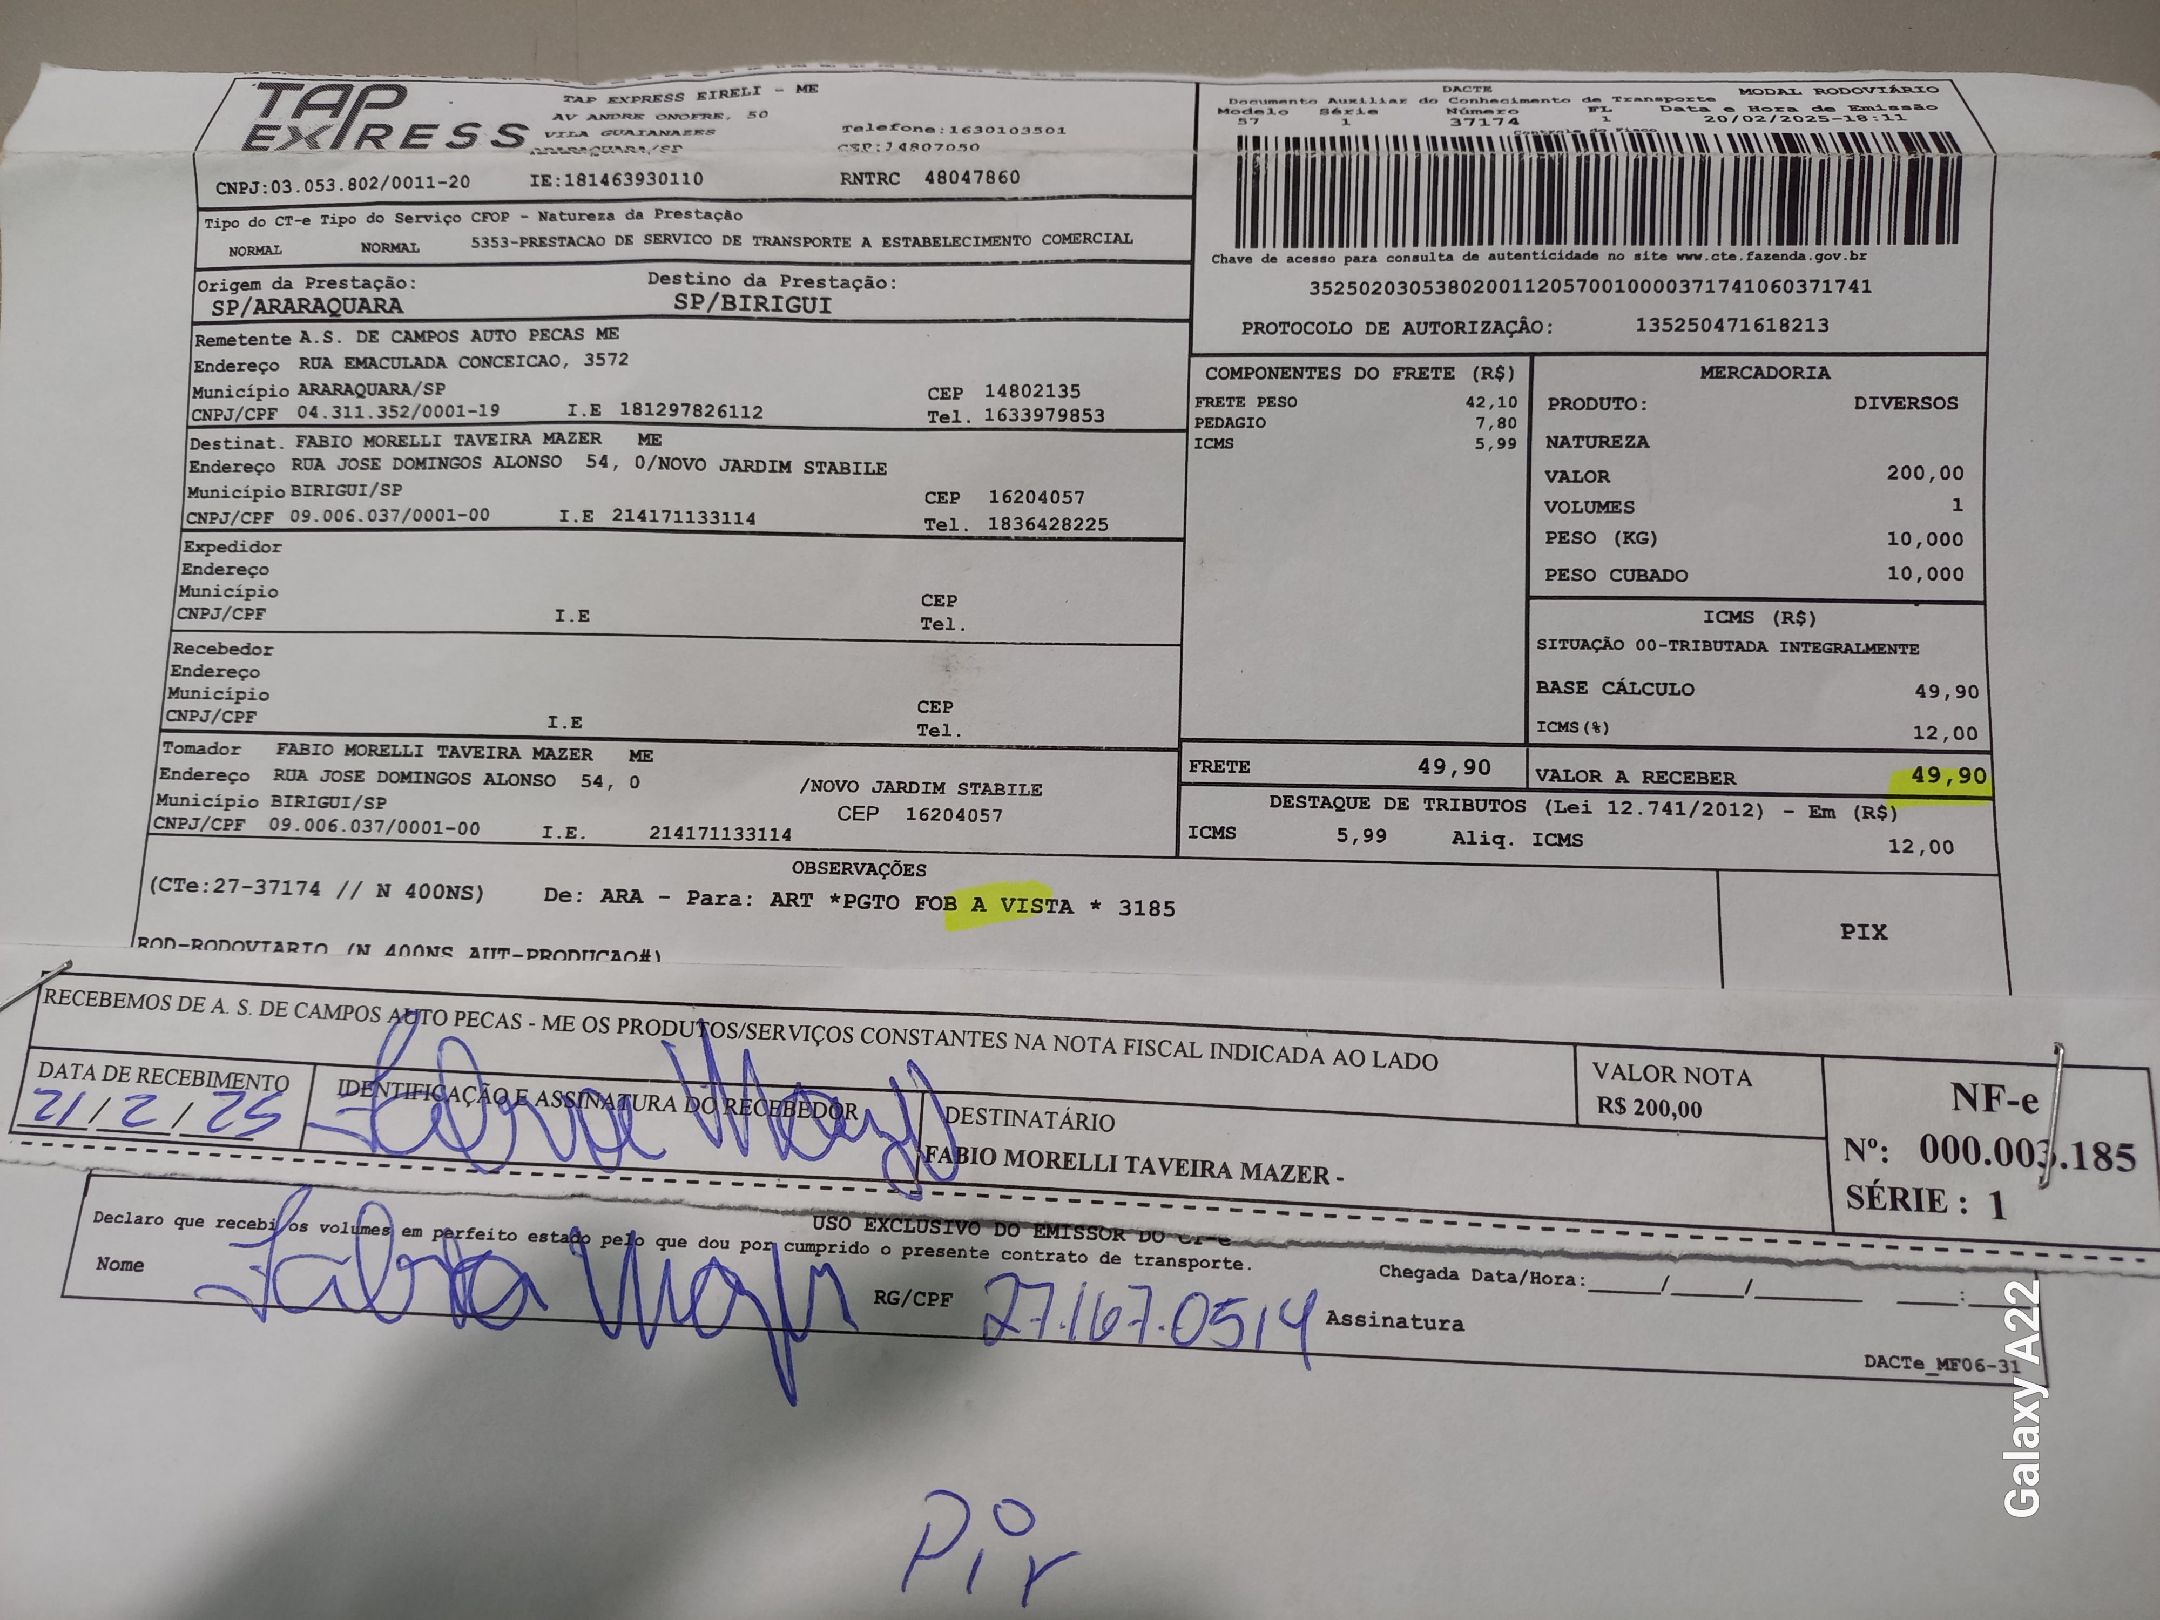 TAP EXPRESS
TAP EXPRESS EIRELI - ME
AV ANDRE ONOFRE, 50
VILA GUAIANAZES
ARARAQUARA/SP
Telefone:1630103501
CEP:14807050
CNPJ:03.053.802/0011-20 IE:181463930110 RNTRC 48047860
DACTE MODAL RODOVIÁRIO
Documento Auxiliar do Conhecimento de Transporte
Modelo Série Número FL Data e Hora de Emissão
57 1 37174 1 20/02/2025-18:11
Controle do Fisco
Chave de acesso para consulta de autenticidade no site www.cte.fazenda.gov.br
35250203053802001120570010000371741060371741
PROTOCOLO DE AUTORIZAÇÂO: 135250471618213
Tipo do CT-e Tipo do Serviço CFOP - Natureza da Prestação
NORMAL NORMAL 5353-PRESTACAO DE SERVICO DE TRANSPORTE A ESTABELECIMENTO COMERCIAL
Origem da Prestação: Destino da Prestação:
SP/ARARAQUARA SP/BIRIGUI
Remetente A.S. DE CAMPOS AUTO PECAS ME
Endereço RUA EMACULADA CONCEICAO, 3572
Município ARARAQUARA/SP CEP 14802135
CNPJ/CPF 04.311.352/0001-19 I.E 181297826112 Tel. 1633979853
Destinat. FABIO MORELLI TAVEIRA MAZER ME
Endereço RUA JOSE DOMINGOS ALONSO 54, 0/NOVO JARDIM STABILE
Município BIRIGUI/SP CEP 16204057
CNPJ/CPF 09.006.037/0001-00 I.E 214171133114 Tel. 1836428225
Expedidor
Endereço
Município CEP
CNPJ/CPF I.E Tel.
Recebedor
Endereço
Município CEP
CNPJ/CPF I.E Tel.
Tomador FABIO MORELLI TAVEIRA MAZER ME
Endereço RUA JOSE DOMINGOS ALONSO 54, 0 /NOVO JARDIM STABILE
Município BIRIGUI/SP CEP 16204057
CNPJ/CPF 09.006.037/0001-00 I.E. 214171133114
COMPONENTES DO FRETE (R$)
FRETE PESO 42,10
PEDAGIO 7,80
ICMS 5,99
MERCADORIA
PRODUTO: DIVERSOS
NATUREZA
VALOR 200,00
VOLUMES 1
PESO (KG) 10,000
PESO CUBADO 10,000
ICMS (R$)
SITUAÇÃO 00-TRIBUTADA INTEGRALMENTE
BASE CÁLCULO 49,90
ICMS(%) 12,00
FRETE 49,90 VALOR A RECEBER 49,90
DESTAQUE DE TRIBUTOS (Lei 12.741/2012) - Em (R$)
ICMS 5,99 Aliq. ICMS 12,00
OBSERVAÇÕES
(CTe:27-37174 // N 400NS) De: ARA - Para: ART *PGTO FOB A VISTA * 3185
PIX
ROD-RODOVIARIO (N 400NS AUT-PRODUCAO#)
RECEBEMOS DE A. S. DE CAMPOS AUTO PECAS - ME OS PRODUTOS/SERVIÇOS CONSTANTES NA NOTA FISCAL INDICADA AO LADO
DATA DE RECEBIMENTO
21/2/25
IDENTIFICAÇÃO E ASSINATURA DO RECEBEDOR
DESTINATÁRIO
FABIO MORELLI TAVEIRA MAZER -
VALOR NOTA
R$ 200,00
NF-e
Nº: 000.003.185
SÉRIE : 1
USO EXCLUSIVO DO EMISSOR DO CT-e
Declaro que recebi os volumes em perfeito estado pelo que dou por cumprido o presente contrato de transporte.
Nome RG/CPF 27.167.0514 Assinatura
Chegada Data/Hora:____/____/______ ____:____
DACTe_MF06-31
Pix
Galaxy A22